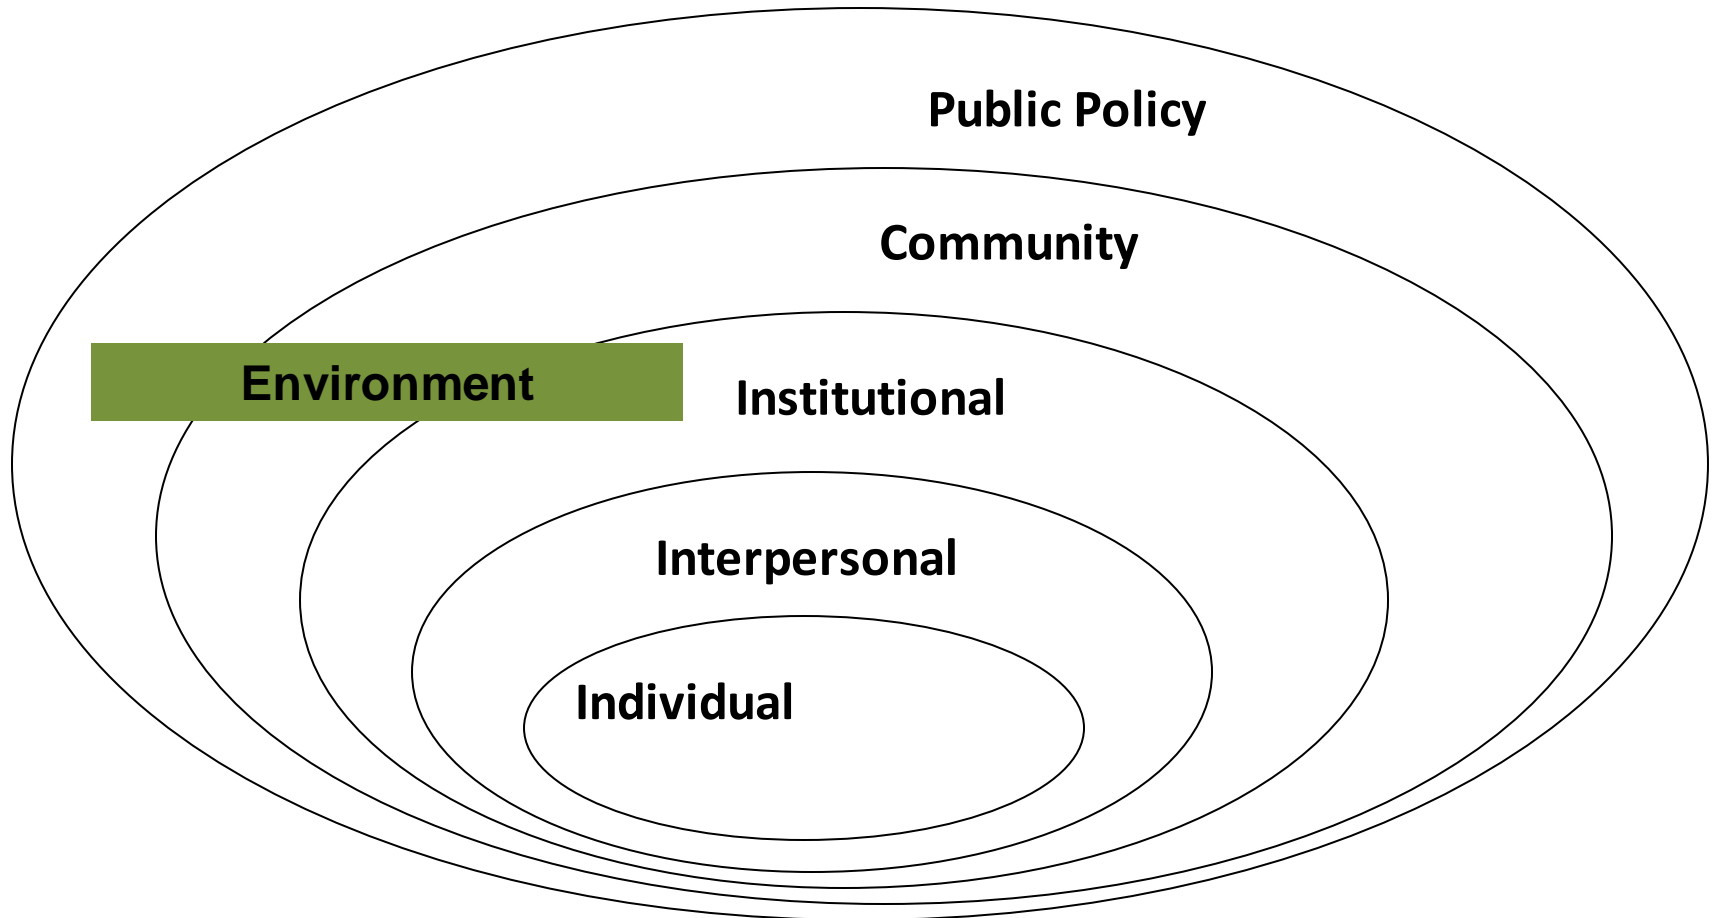 Public Policy
Community
Environment
Institutional
Interpersonal
Individual